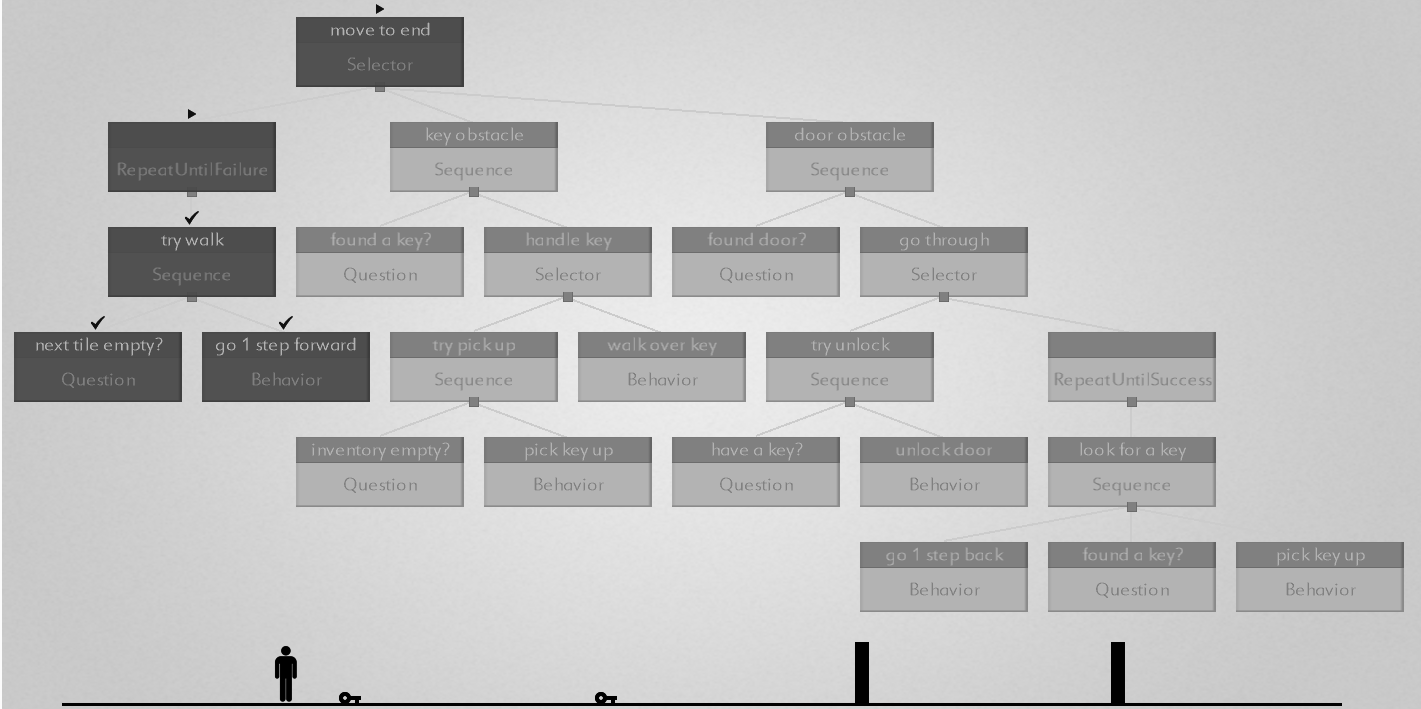 move to end
Selector
RepeatUntilFailure
key obstacle
Sequence
door obstacle
Sequence
try walk
Sequence
found a key?
Question
handle key
Selector
found door?
Question
go through
Selector
next tile empty?
Question
go 1 step forward
Behavior
try pick up
Sequence
walk over key
Behavior
try unlock
Sequence
RepeatUntilSuccess
inventory empty?
Question
pick key up
Behavior
have a key?
Question
unlock door
Behavior
look for a key
Sequence
go 1 step back
Behavior
found a key?
Question
pick key up
Behavior